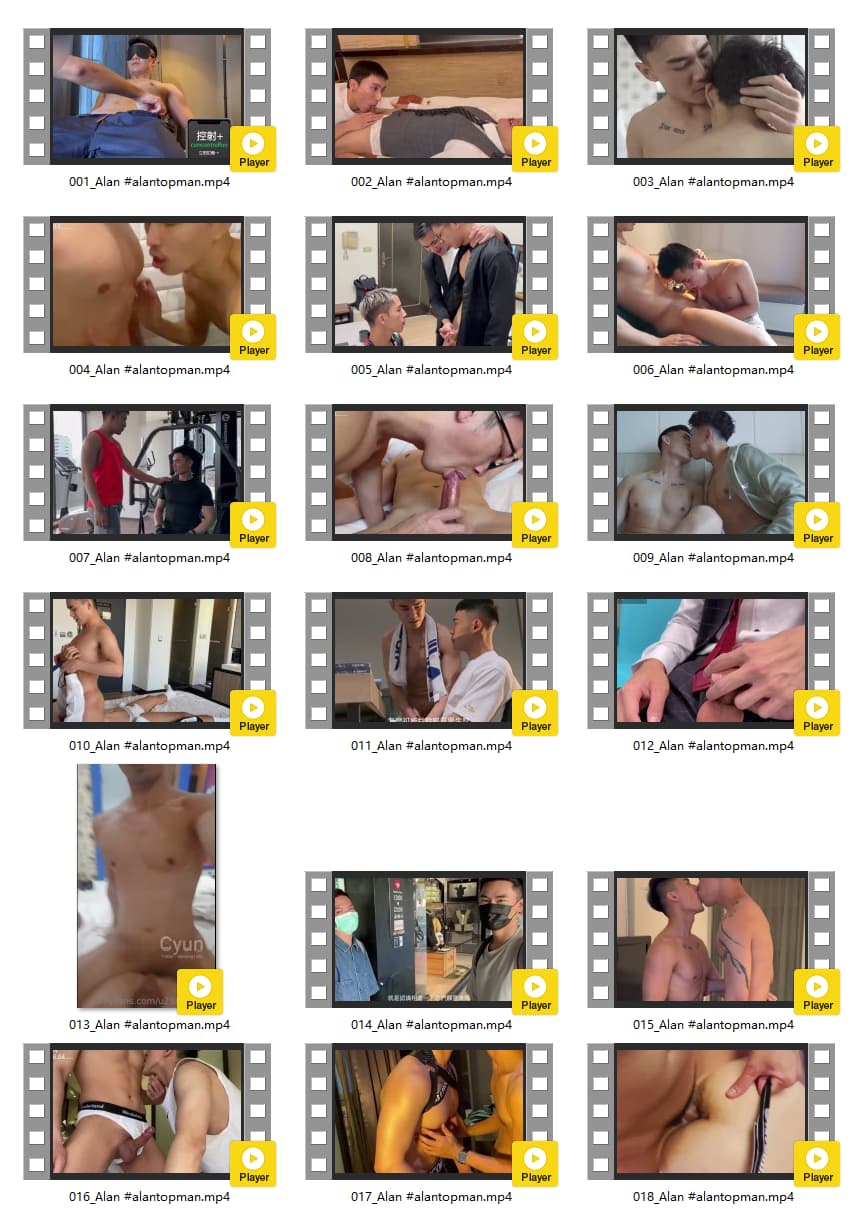 控射+
cumcontrol
Player
Player
Player
001_Alan #alantopman.mp4
002_Alan #alantopman.mp4
003_Alan #alantopman.mp4
Player
Player
Player
004_Alan #alantopman.mp4
005_Alan #alantopman.mp4
006_Alan #alantopman.mp4
Player
Player
Player
007_Alan #alantopman.mp4
008_Alan #alantopman.mp4
009_Alan #alantopman.mp4
Player
Player
Player
010_Alan #alantopman.mp4
011_Alan #alantopman.mp4
012_Alan #alantopman.mp4
Cyun
Player
Player
Player
013_Alan #alantopman.mp4
014_Alan #alantopman.mp4
015_Alan #alantopman.mp4
Player
Player
Player
016_Alan #alantopman.mp4
017_Alan #alantopman.mp4
018_Alan #alantopman.mp4